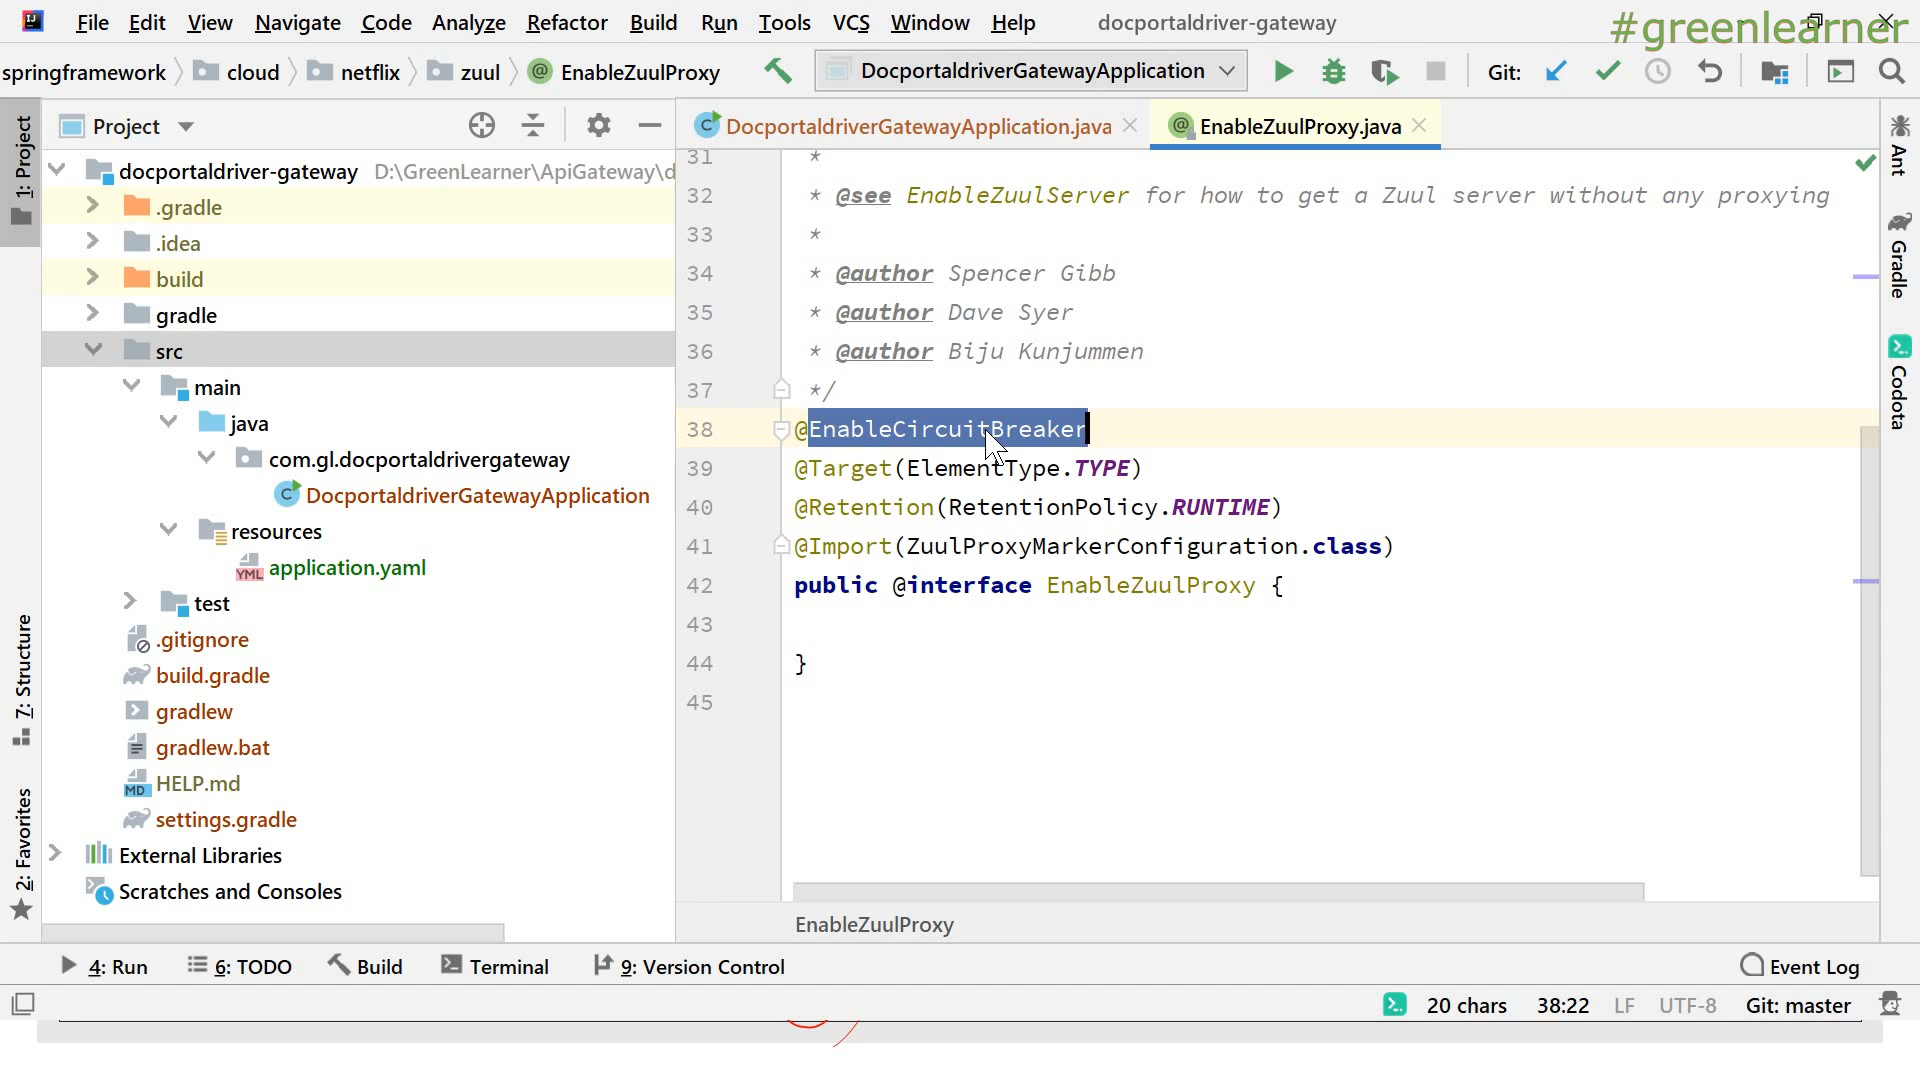 File Edit View Navigate Code Analyze Refactor Build Run Tools VCS Window Help docportaldriver-gateway
#greenlearner
springframework cloud netflix zuul EnableZuulProxy DocportaldriverGatewayApplication Git:
Project
DocportaldriverGatewayApplication.java EnableZuulProxy.java
1: Project
7: Structure
2: Favorites
docportaldriver-gateway D:\GreenLearner\ApiGateway\d
.gradle
.idea
build
gradle
src
main
java
com.gl.docportaldrivergateway
DocportaldriverGatewayApplication
resources
application.yaml
test
.gitignore
build.gradle
gradlew
gradlew.bat
HELP.md
settings.gradle
External Libraries
Scratches and Consoles
31 *
32 * @see EnableZuulServer for how to get a Zuul server without any proxying
33 *
34 * @author Spencer Gibb
35 * @author Dave Syer
36 * @author Biju Kunjummen
37 */
38 @EnableCircuitBreaker
39 @Target(ElementType.TYPE)
40 @Retention(RetentionPolicy.RUNTIME)
41 @Import(ZuulProxyMarkerConfiguration.class)
42 public @interface EnableZuulProxy {
43
44 }
45
EnableZuulProxy
Ant
Gradle
Codota
4: Run 6: TODO Build Terminal 9: Version Control Event Log
20 chars 38:22 LF UTF-8 Git: master